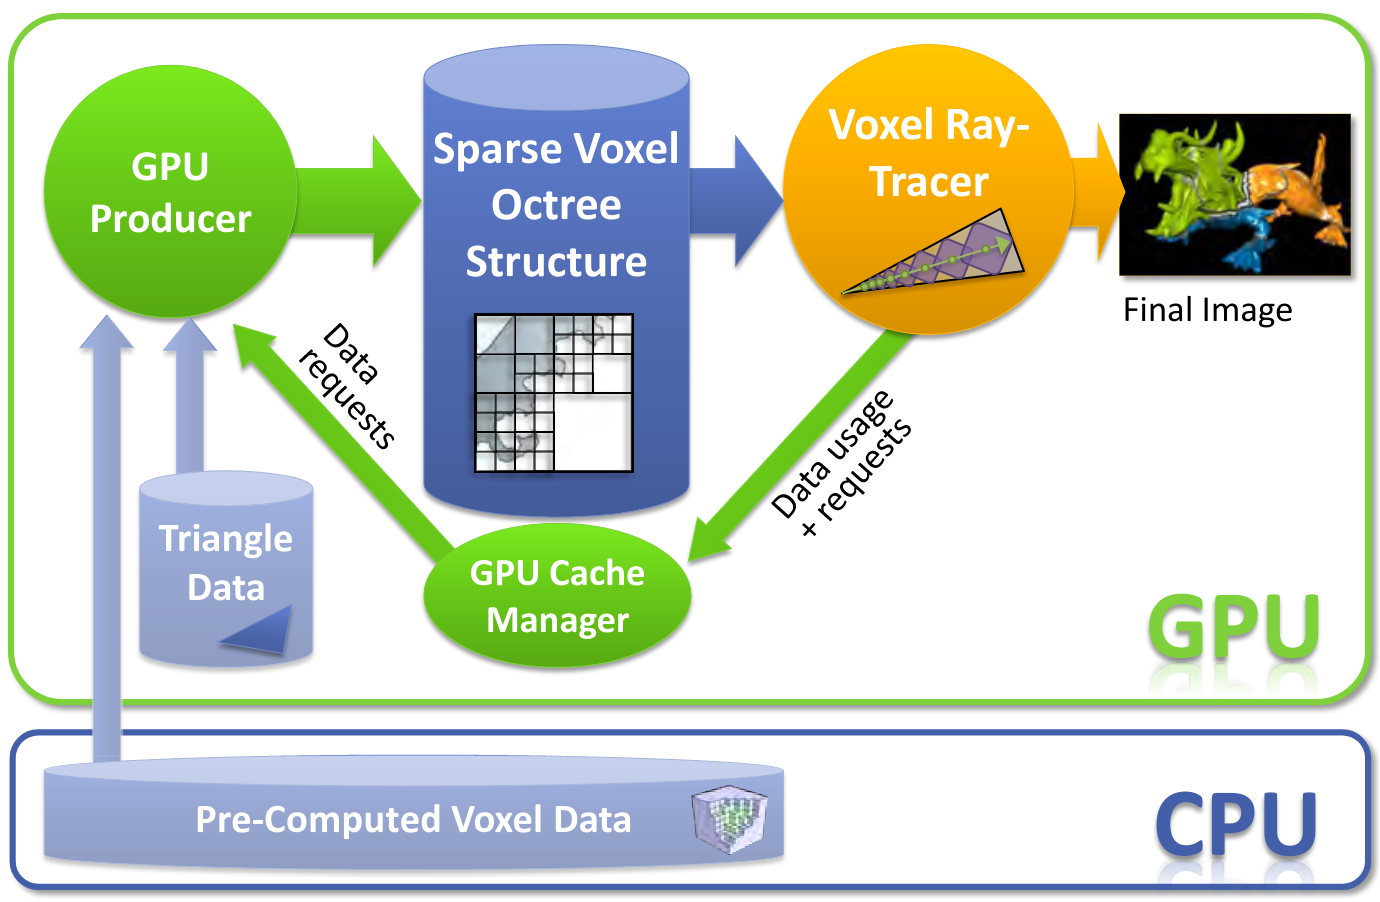 GPU
Producer
Sparse Voxel
Octree
Structure
Voxel Ray-
Tracer
Final Image
Data
requests
Data usage
+ requests
Triangle
Data
GPU Cache
Manager
GPU
Pre-Computed Voxel Data
CPU